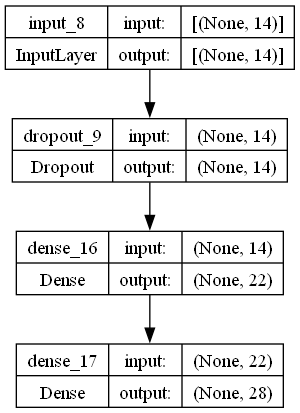 input_8 input: [(None, 14)]
InputLayer output: [(None, 14)]
dropout_9 input: (None, 14)
Dropout output: (None, 14)
dense_16 input: (None, 14)
Dense output: (None, 22)
dense_17 input: (None, 22)
Dense output: (None, 28)